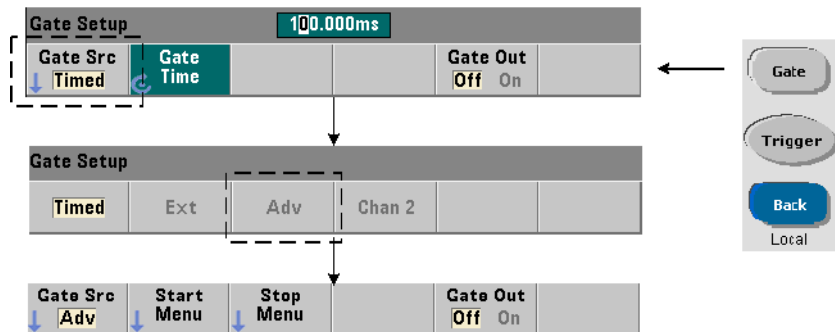 Gate Setup 100.000ms
Gate Src Gate Time Gate Out
Timed Off On
Gate
Trigger
Back
Local
Gate Setup
Timed Ext Adv Chan 2
Gate Src Start Menu Stop Menu Gate Out
Adv Off On